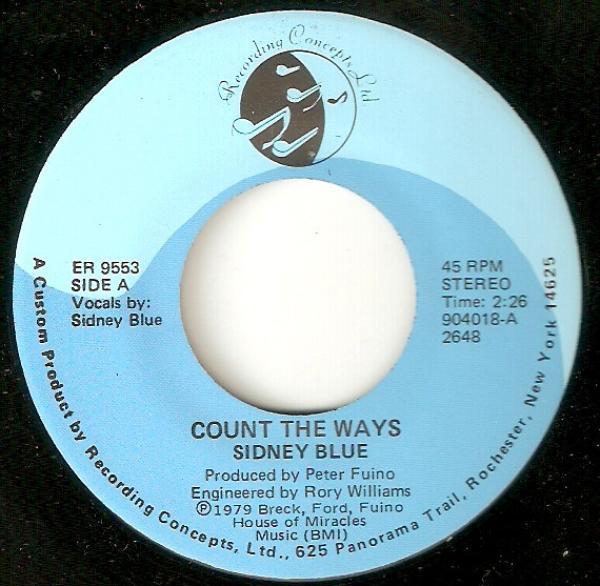 Recording Concepts Ltd
ER 9553
SIDE A
Vocals by:
Sidney Blue
45 RPM
STEREO
Time: 2:26
904018-A
2648
COUNT THE WAYS
SIDNEY BLUE
Produced by Peter Fuino
Engineered by Rory Williams
Ⓟ1979 Breck, Ford, Fuino
House of Miracles
Music (BMI)
A Custom Product by Recording Concepts, Ltd., 625 Panorama Trail, Rochester, New York 14625